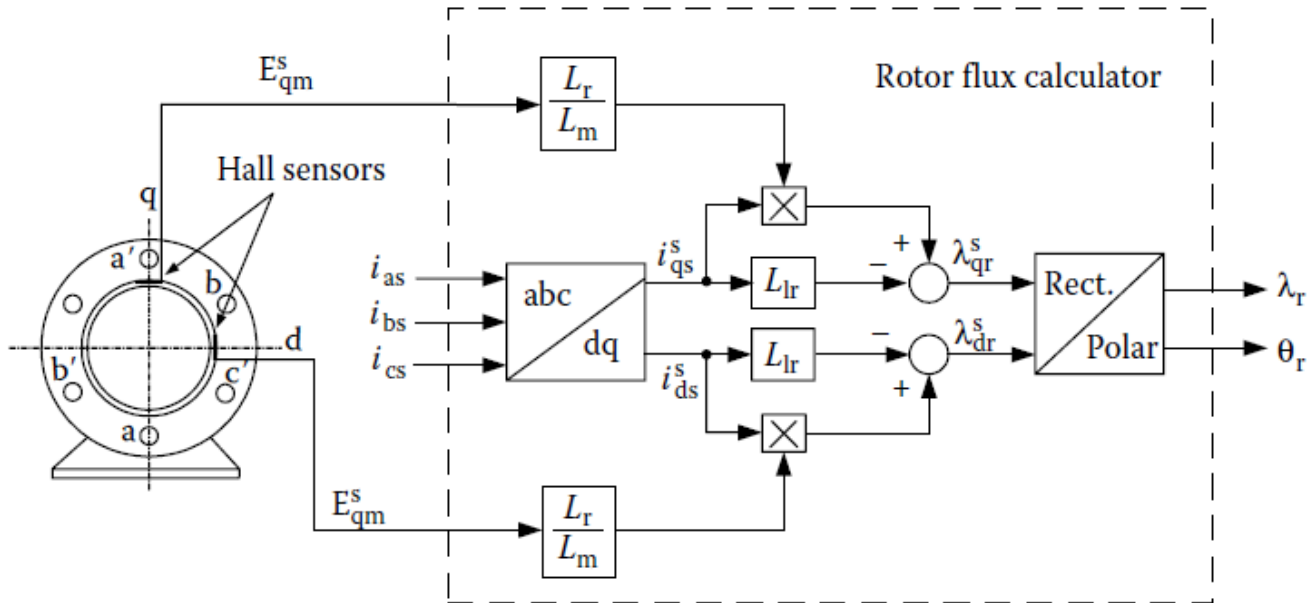 E^s_qm
L_r
L_m
Rotor flux calculator
Hall sensors
q
a′
b
d
b′
c′
a
i_as
i_bs
i_cs
abc
dq
i^s_qs
i^s_ds
×
L_lr
+
−
λ^s_qr
L_lr
−
+
λ^s_dr
×
Rect.
Polar
λ_r
θ_r
E^s_qm
L_r
L_m